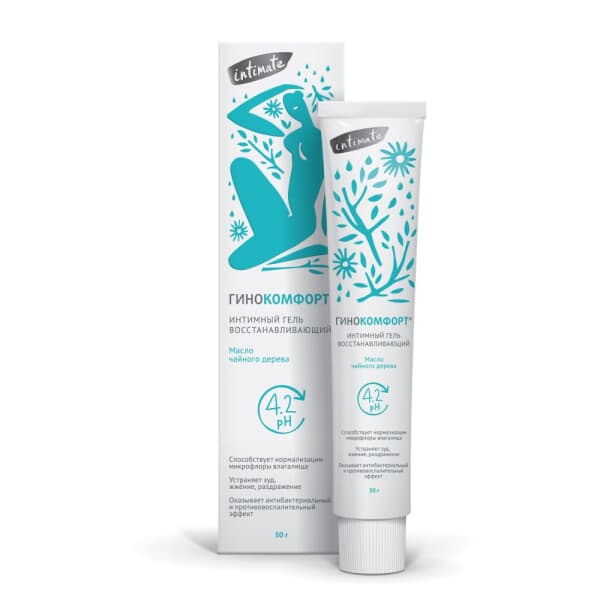 intimate
ГИНОКОМФОРТ
ИНТИМНЫЙ ГЕЛЬ
ВОССТАНАВЛИВАЮЩИЙ
Масло
чайного дерева
4.2
pH
Способствует нормализации
микрофлоры влагалища
Устраняет зуд,
жжение, раздражение
Оказывает антибактериальный
и противовоспалительный
эффект
50 г
intimate
ГИНОКОМФОРТ®
ИНТИМНЫЙ ГЕЛЬ
ВОССТАНАВЛИВАЮЩИЙ
Масло
чайного дерева
4.2
pH
Способствует нормализации
микрофлоры влагалища
Устраняет зуд,
жжение, раздражение
Оказывает антибактериальный
и противовоспалительный
эффект
50 г